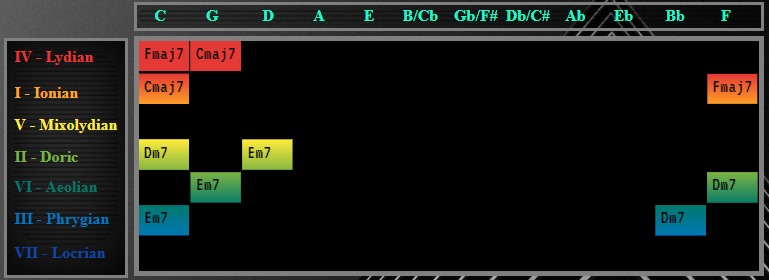 C G D A E B/Cb Gb/F# Db/C# Ab Eb Bb F
IV - Lydian Fmaj7 Cmaj7
I - Ionian Cmaj7 Fmaj7
V - Mixolydian
II - Doric Dm7 Em7
VI - Aeolian Em7 Dm7
III - Phrygian Em7 Dm7
VII - Locrian